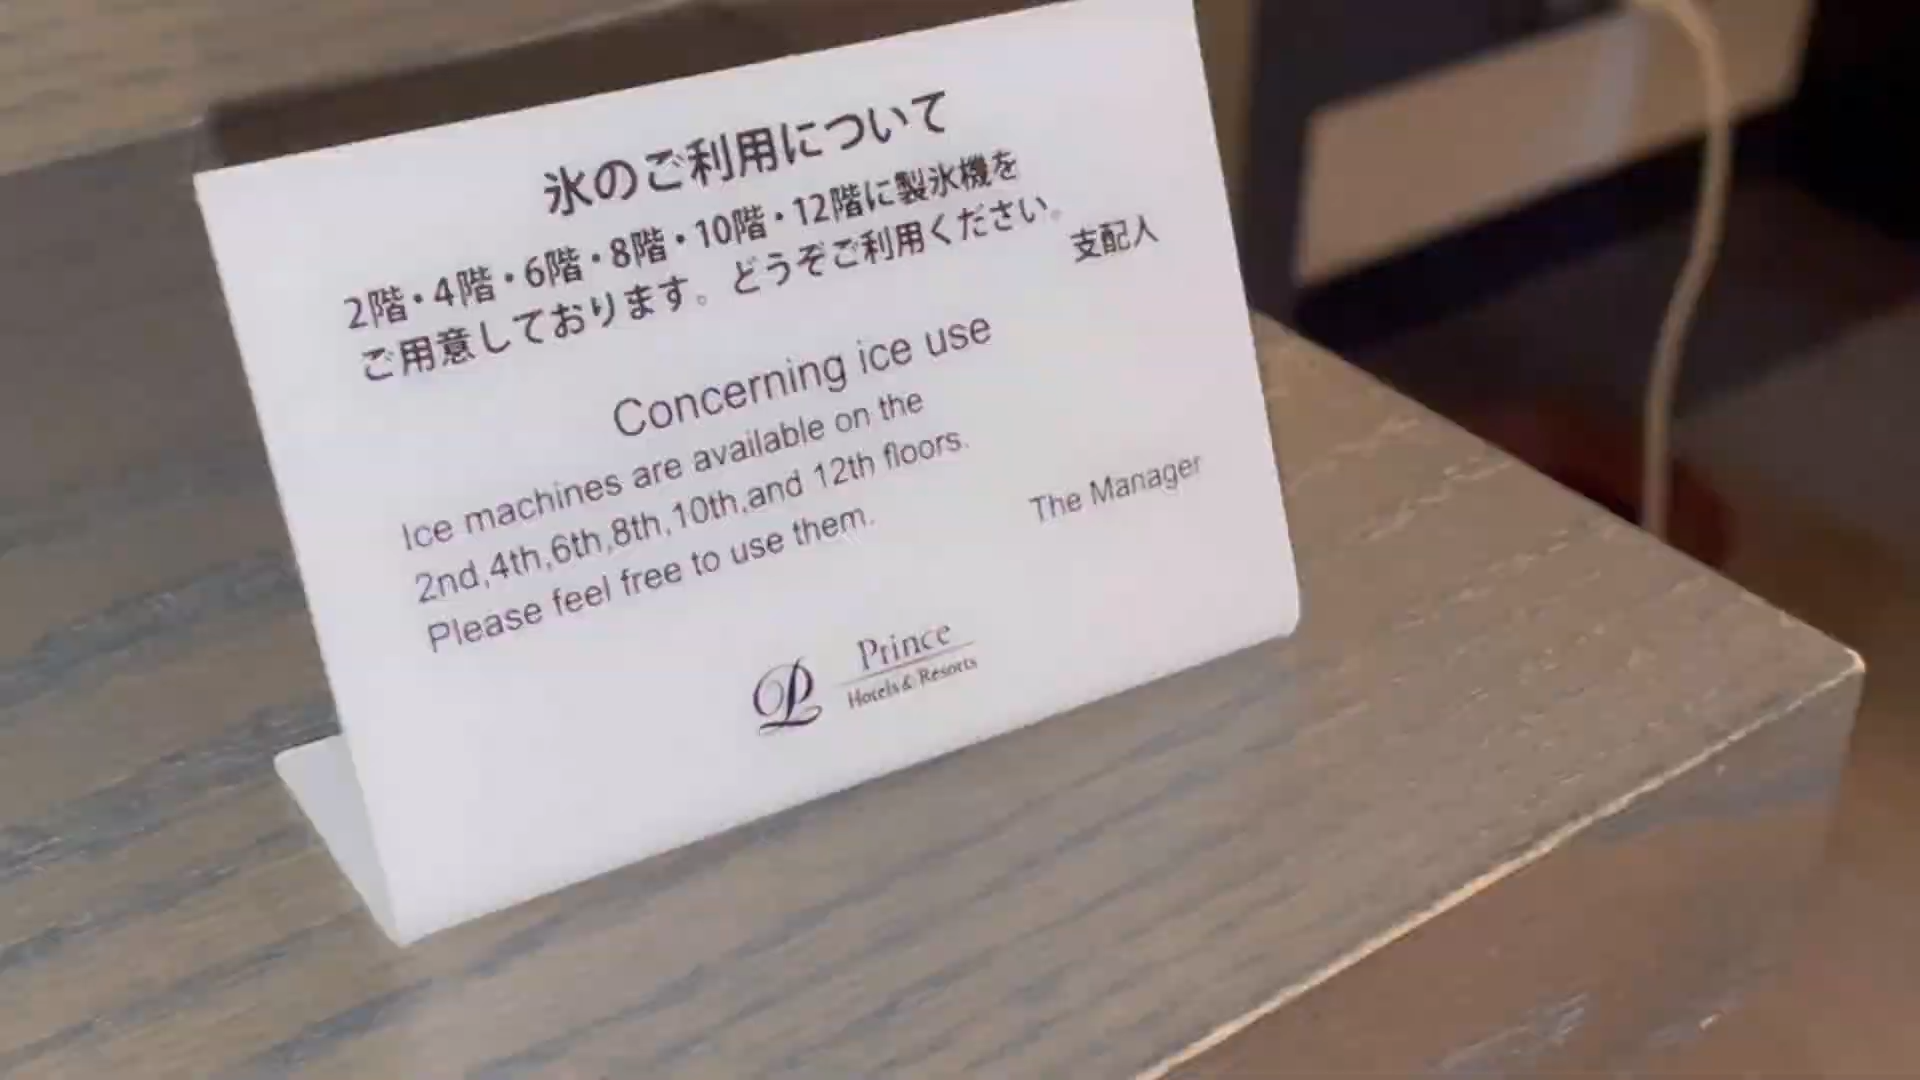 氷のご利用について
2階・4階・6階・8階・10階・12階に製氷機を
ご用意しております。どうぞご利用ください。
支配人
Concerning ice use
Ice machines are available on the
2nd,4th,6th,8th,10th,and 12th floors.
Please feel free to use them.
The Manager
Prince
Hotels & Resorts